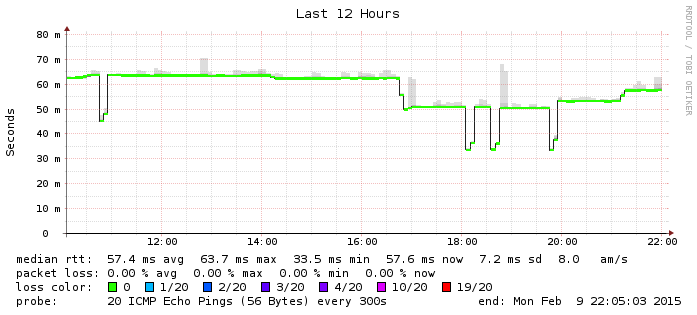 Last 12 Hours
RRDTOOL / TOBI OETIKER
Seconds
80 m
70 m
60 m
50 m
40 m
30 m
20 m
10 m
0
12:00 14:00 16:00 18:00 20:00 22:00
median rtt: 57.4 ms avg 63.7 ms max 33.5 ms min 57.6 ms now 7.2 ms sd 8.0 am/s
packet loss: 0.00 % avg 0.00 % max 0.00 % min 0.00 % now
loss color: 0 1/20 2/20 3/20 4/20 10/20 19/20
probe: 20 ICMP Echo Pings (56 Bytes) every 300s end: Mon Feb 9 22:05:03 2015